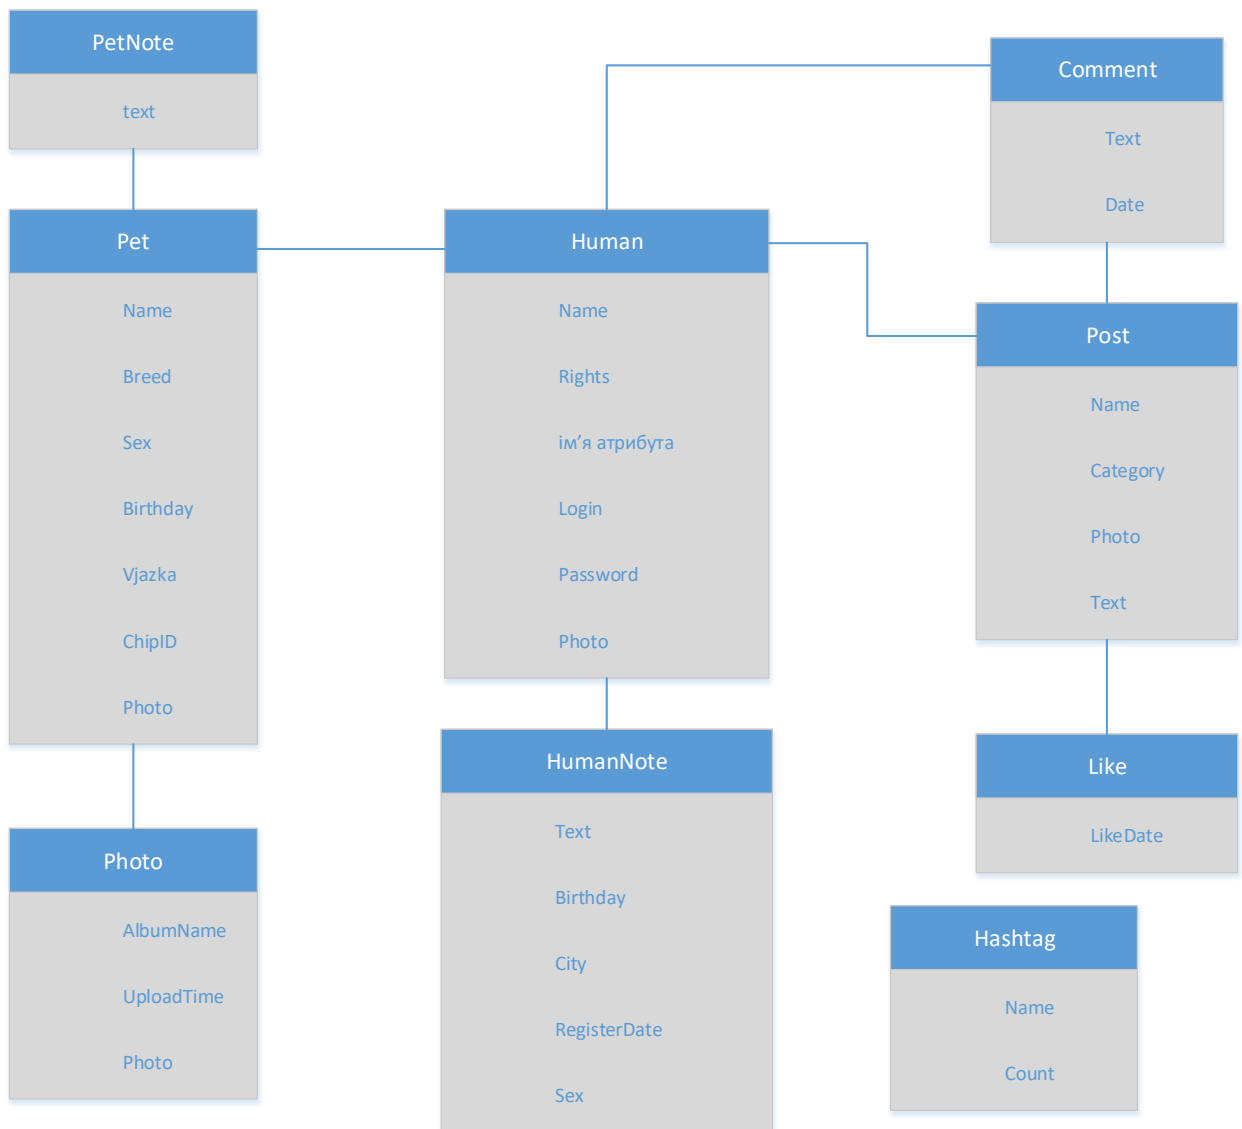 PetNote
text
Pet
Name
Breed
Sex
Birthday
Vjazka
ChipID
Photo
Photo
AlbumName
UploadTime
Photo
Human
Name
Rights
ім’я атрибута
Login
Password
Photo
HumanNote
Text
Birthday
City
RegisterDate
Sex
Comment
Text
Date
Post
Name
Category
Photo
Text
Like
LikeDate
Hashtag
Name
Count